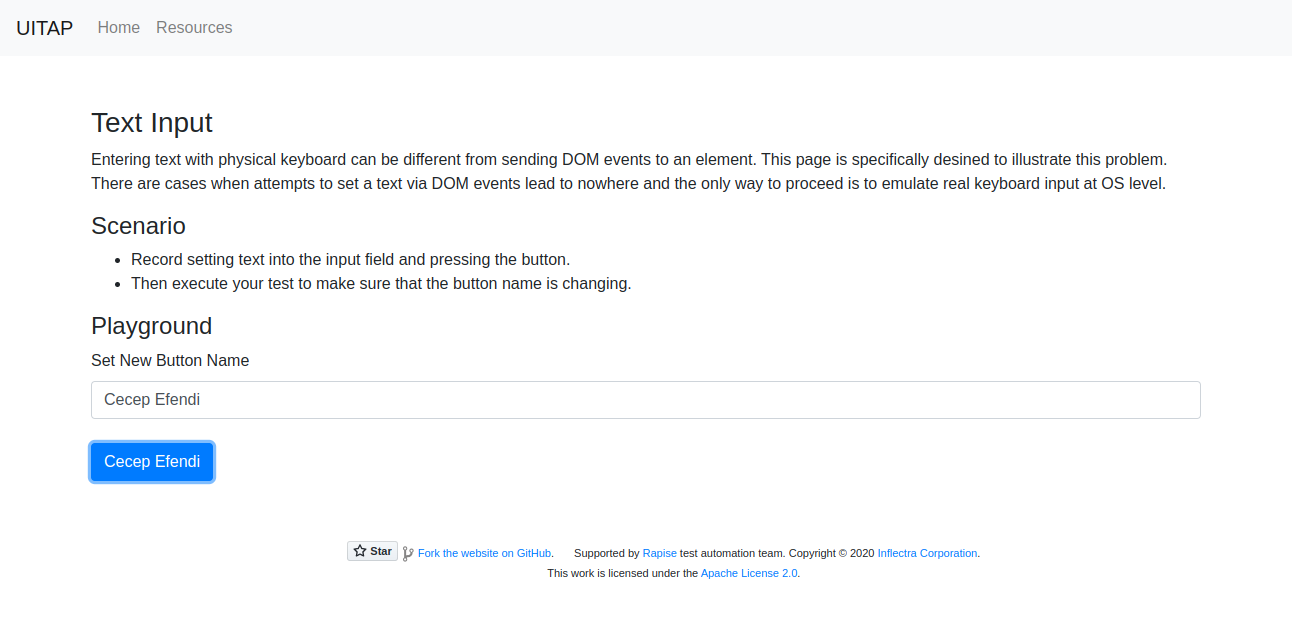 UITAP Home Resources
Text Input
Entering text with physical keyboard can be different from sending DOM events to an element. This page is specifically desined to illustrate this problem.
There are cases when attempts to set a text via DOM events lead to nowhere and the only way to proceed is to emulate real keyboard input at OS level.
Scenario
• Record setting text into the input field and pressing the button.
• Then execute your test to make sure that the button name is changing.
Playground
Set New Button Name
Cecep Efendi
Cecep Efendi
Star Fork the website on GitHub. Supported by Rapise test automation team. Copyright © 2020 Inflectra Corporation.
This work is licensed under the Apache License 2.0.